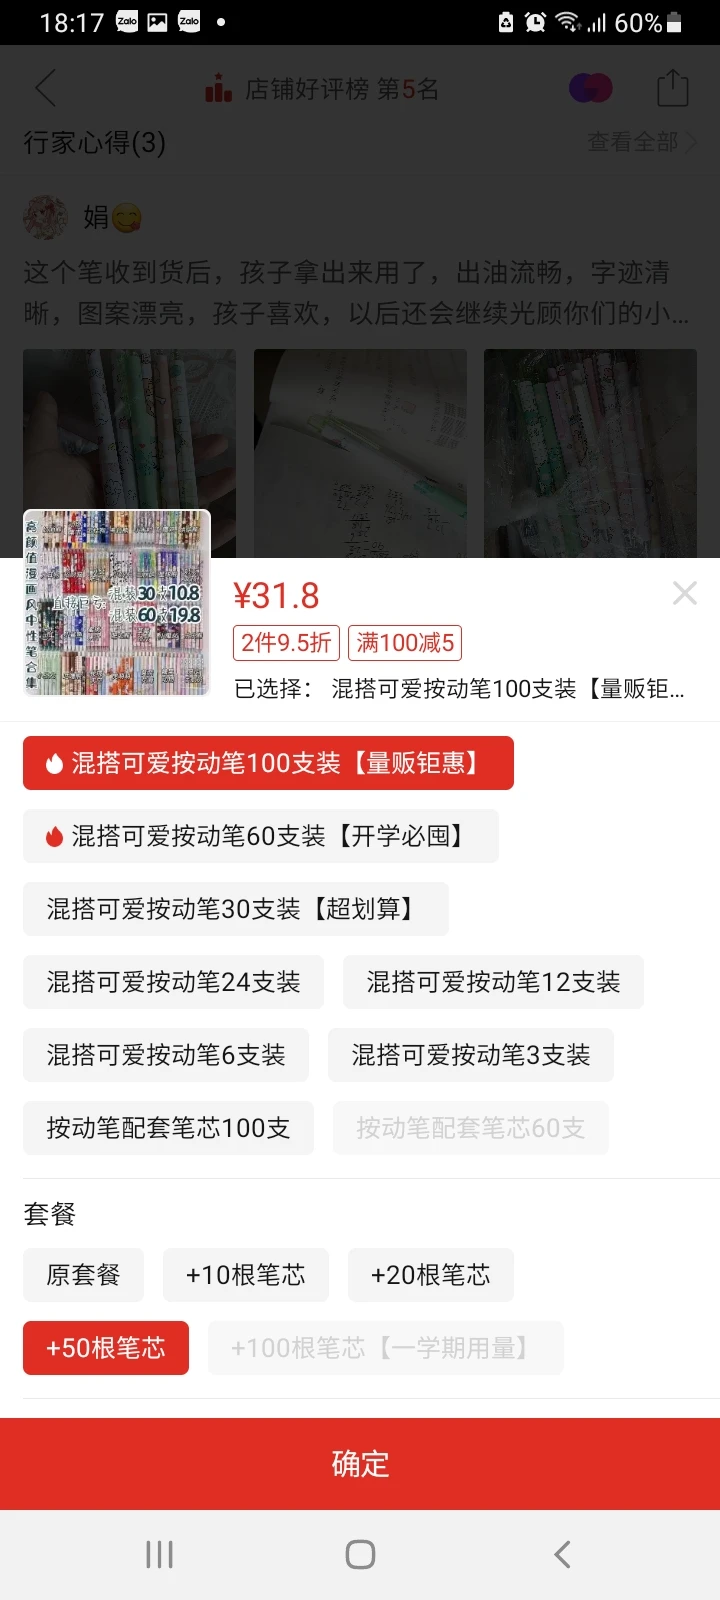 18:17 Zalo Zalo 60%
店铺好评榜 第5名
行家心得(3) 查看全部
娟
这个笔收到货后，孩子拿出来用了，出油流畅，字迹清
晰，图案漂亮，孩子喜欢，以后还会继续光顾你们的小...
高颜值漫画风中性笔合集
混装30支10.8
混装60支19.8
¥31.8
2件9.5折 满100减5
已选择： 混搭可爱按动笔100支装【量贩钜...
混搭可爱按动笔100支装【量贩钜惠】
混搭可爱按动笔60支装【开学必囤】
混搭可爱按动笔30支装【超划算】
混搭可爱按动笔24支装 混搭可爱按动笔12支装
混搭可爱按动笔6支装 混搭可爱按动笔3支装
按动笔配套笔芯100支 按动笔配套笔芯60支
套餐
原套餐 +10根笔芯 +20根笔芯
+50根笔芯 +100根笔芯【一学期用量】
确定